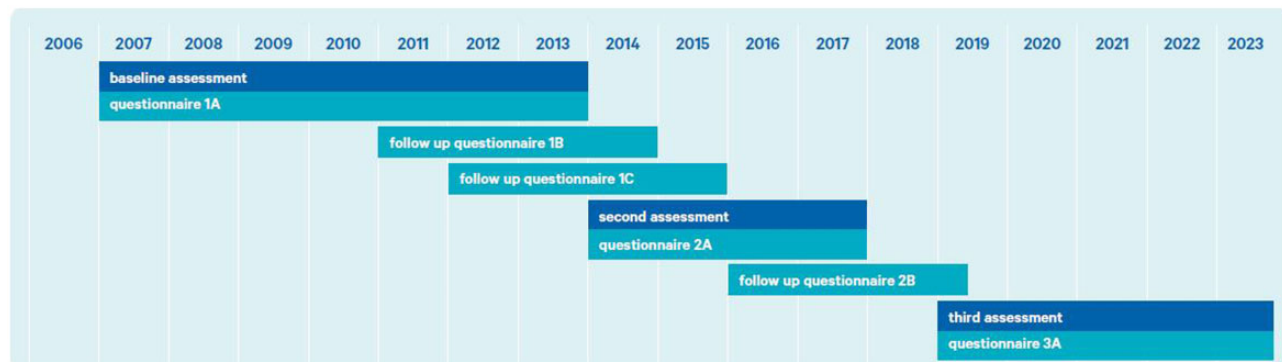 2006 2007 2008 2009 2010 2011 2012 2013 2014 2015 2016 2017 2018 2019 2020 2021 2022 2023
baseline assessment
questionnaire 1A
follow up questionnaire 1B
follow up questionnaire 1C
second assessment
questionnaire 2A
follow up questionnaire 2B
third assessment
questionnaire 3A